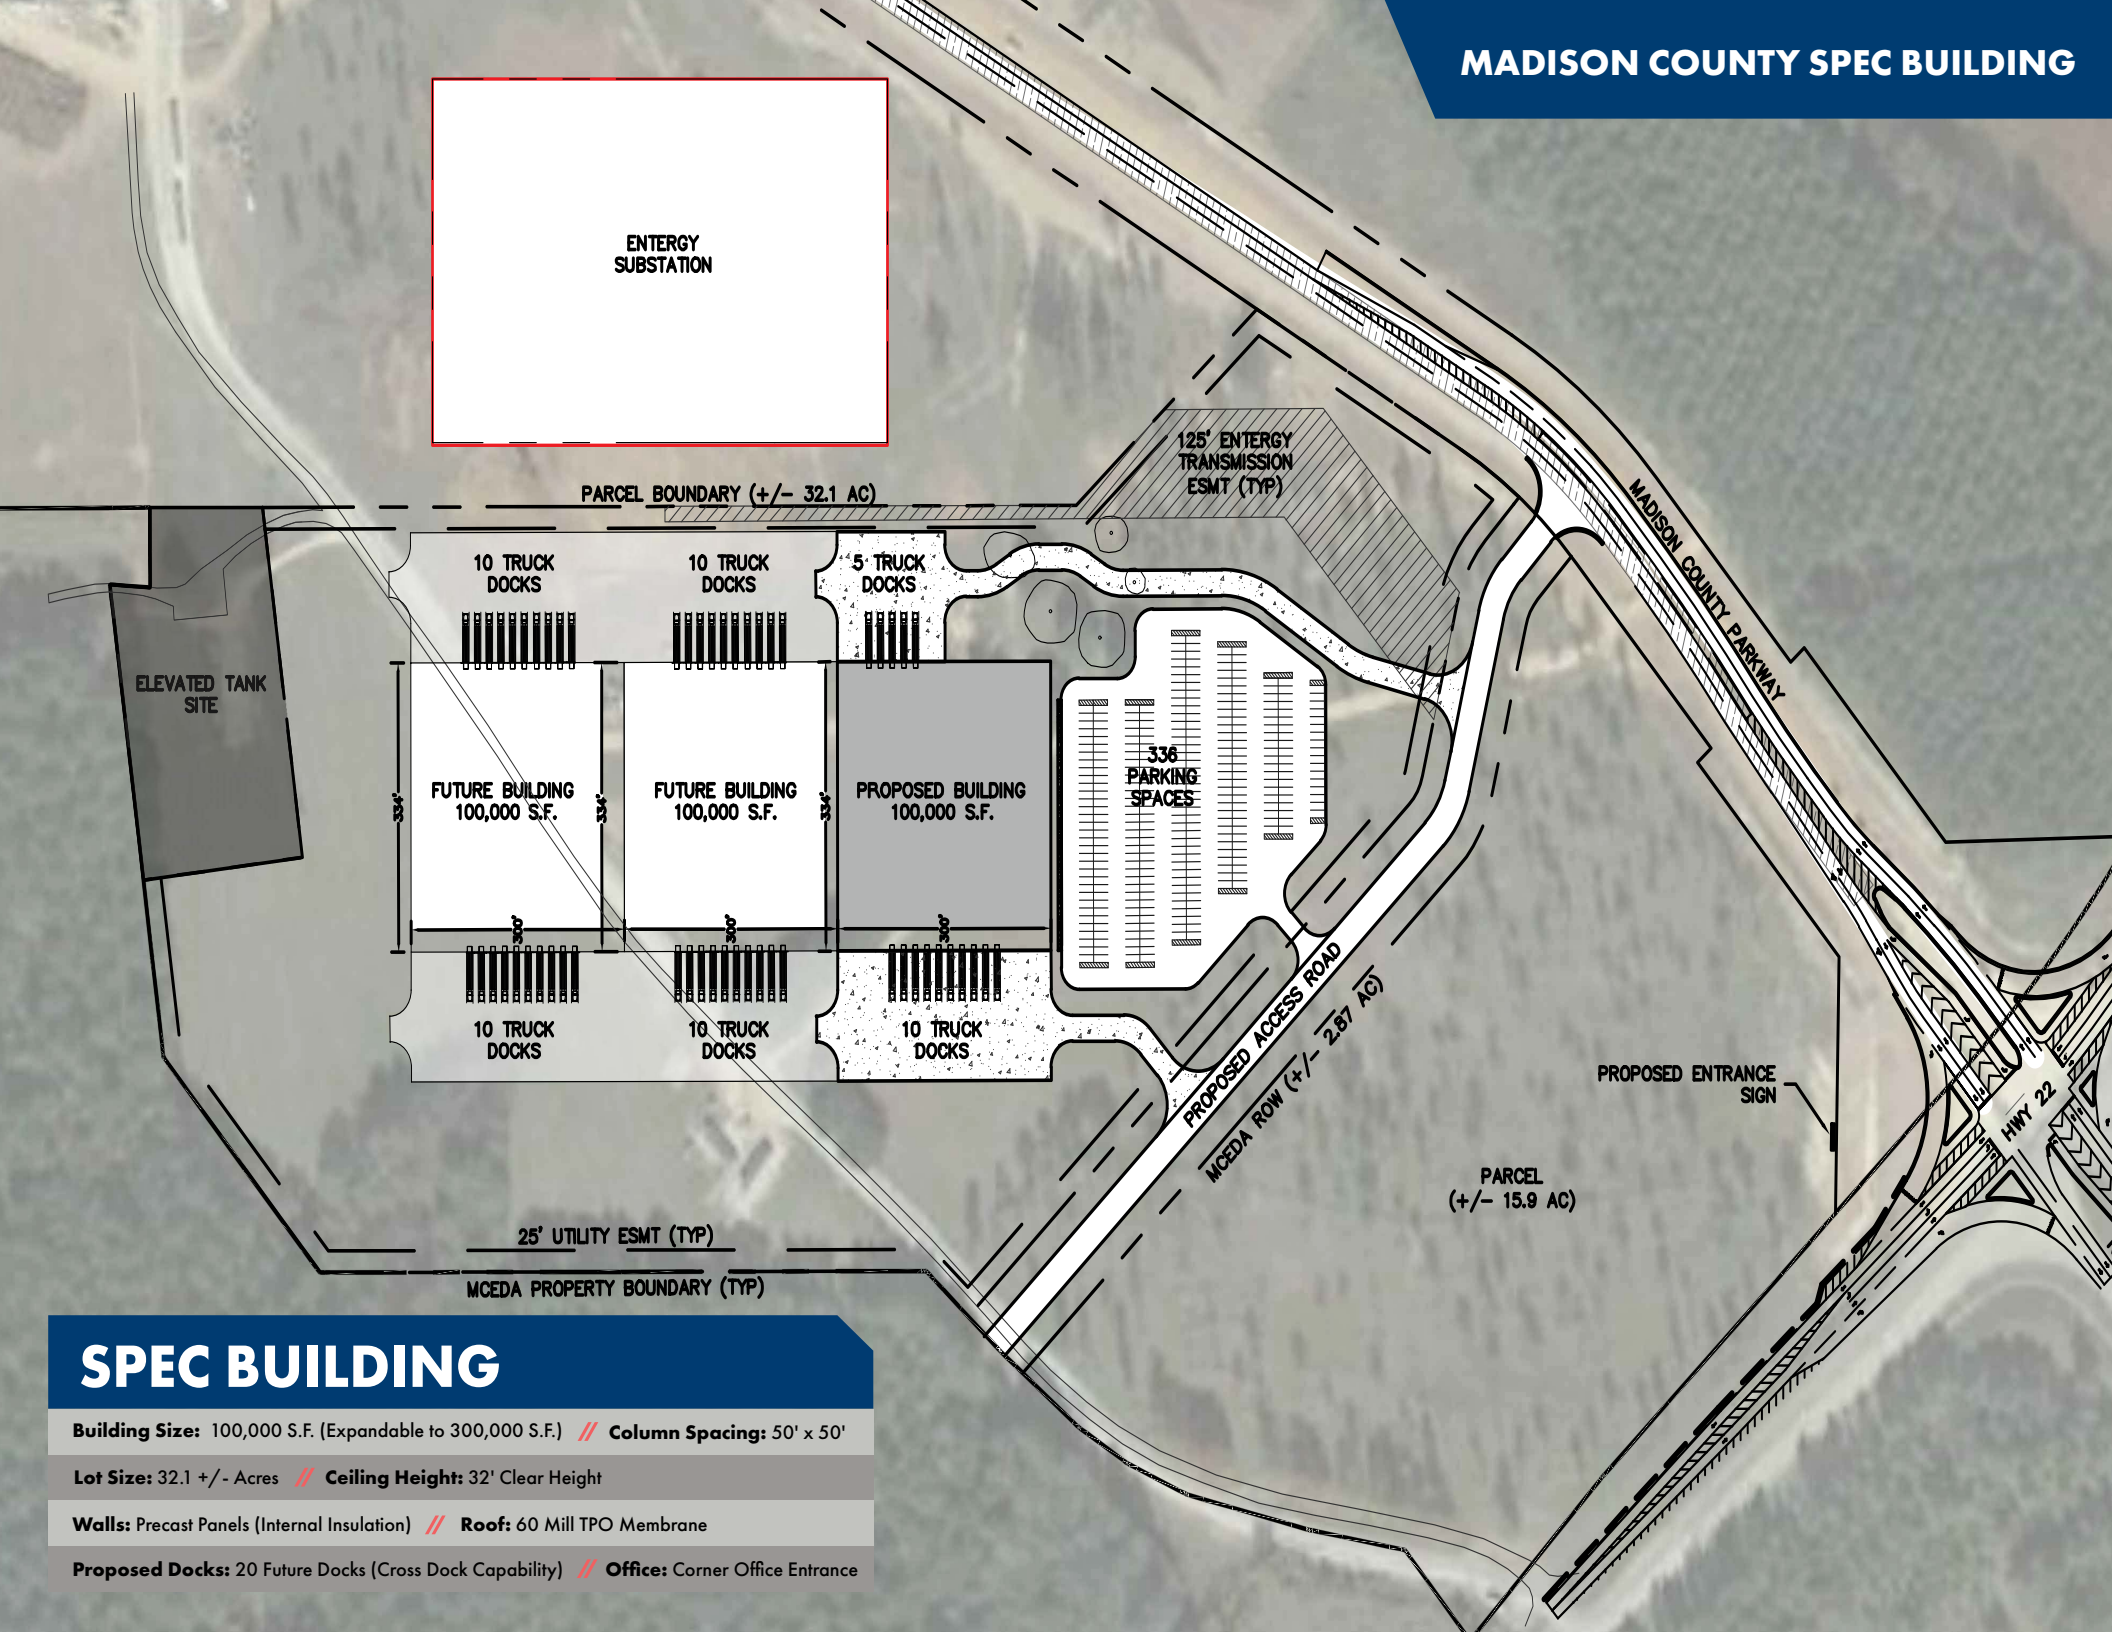 MADISON COUNTY SPEC BUILDING
ENTERGY
SUBSTATION
125' ENTERGY
TRANSMISSION
ESMT (TYP)
PARCEL BOUNDARY (+/- 32.1 AC)
MADISON COUNTY PARKWAY
10 TRUCK
DOCKS
10 TRUCK
DOCKS
5 TRUCK
DOCKS
ELEVATED TANK
SITE
334'
FUTURE BUILDING
100,000 S.F.
334'
FUTURE BUILDING
100,000 S.F.
334'
PROPOSED BUILDING
100,000 S.F.
336
PARKING
SPACES
300'
300'
300'
10 TRUCK
DOCKS
10 TRUCK
DOCKS
10 TRUCK
DOCKS
PROPOSED ACCESS ROAD
MCEDA ROW (+/- 2.87 AC)
PROPOSED ENTRANCE
SIGN
HWY 22
PARCEL
(+/- 15.9 AC)
25' UTILITY ESMT (TYP)
MCEDA PROPERTY BOUNDARY (TYP)
SPEC BUILDING
Building Size: 100,000 S.F. (Expandable to 300,000 S.F.) // Column Spacing: 50' x 50'
Lot Size: 32.1 +/- Acres // Ceiling Height: 32' Clear Height
Walls: Precast Panels (Internal Insulation) // Roof: 60 Mill TPO Membrane
Proposed Docks: 20 Future Docks (Cross Dock Capability) // Office: Corner Office Entrance